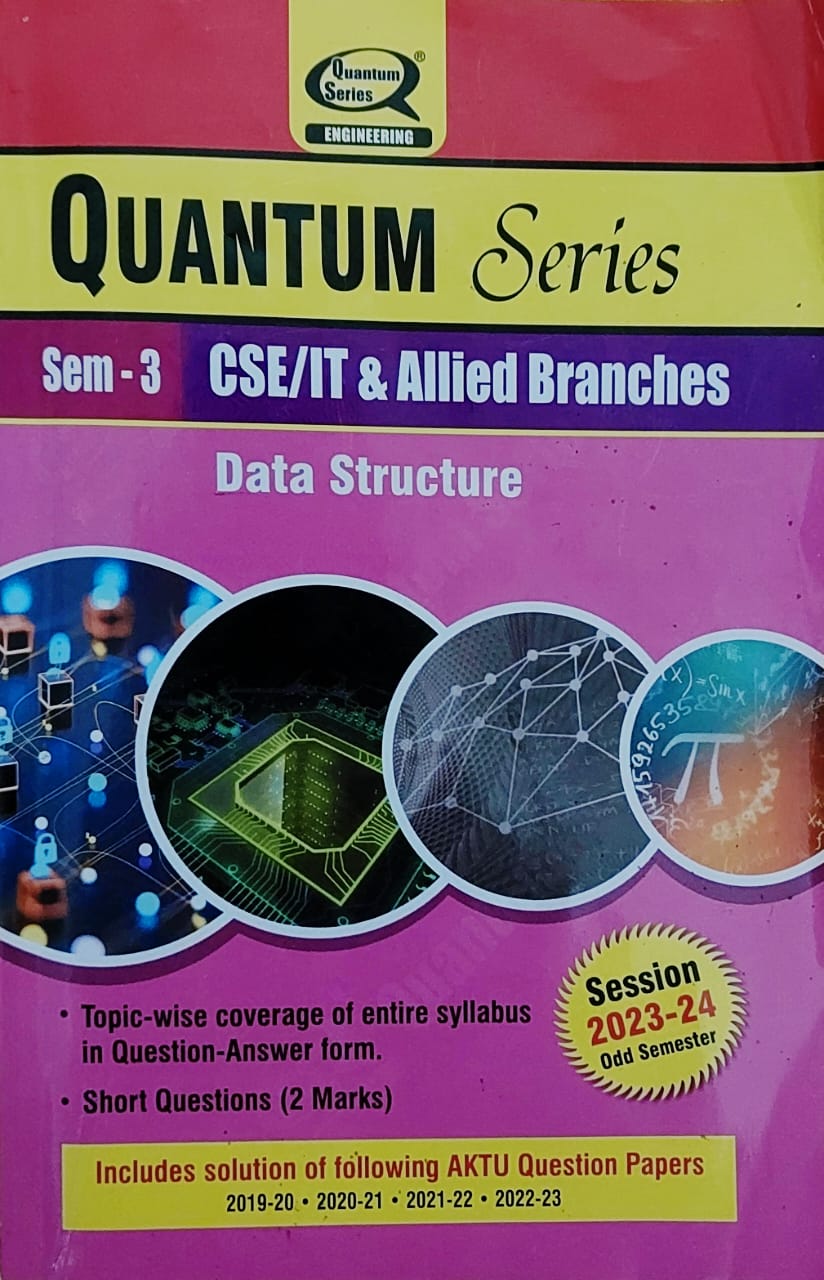 Quantum
Series
®
ENGINEERING
QUANTUM Series
Sem - 3 CSE/IT & Allied Branches
Data Structure
= Sin x
π
Session
2023-24
Odd Semester
• Topic-wise coverage of entire syllabus
in Question-Answer form.
• Short Questions (2 Marks)
Includes solution of following AKTU Question Papers
2019-20 • 2020-21 • 2021-22 • 2022-23